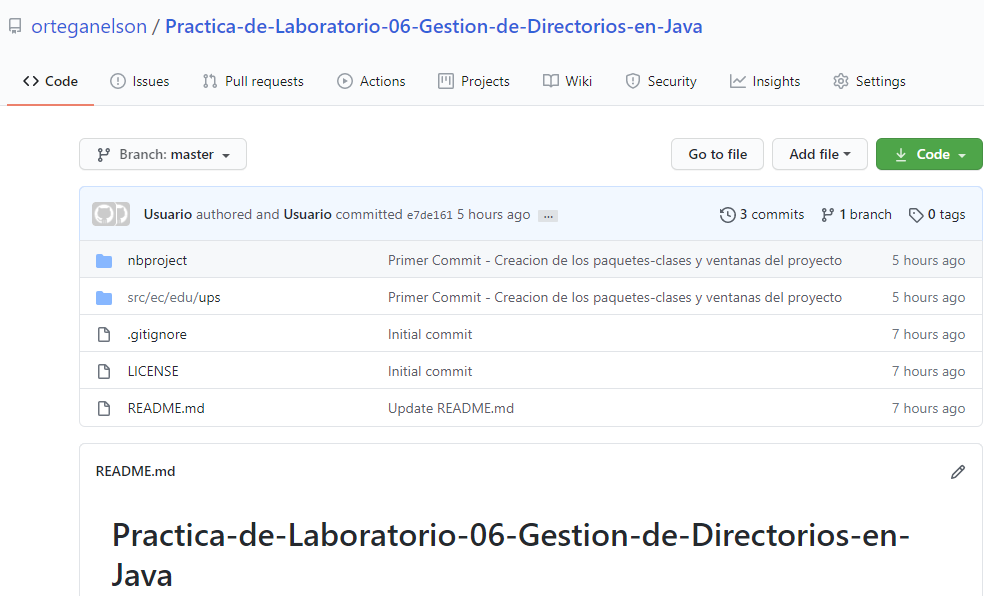 orteganelson / Practica-de-Laboratorio-06-Gestion-de-Directorios-en-Java
Code Issues Pull requests Actions Projects Wiki Security Insights Settings
Branch: master Go to file Add file Code
Usuario authored and Usuario committed e7de161 5 hours ago ... 3 commits 1 branch 0 tags
nbproject Primer Commit - Creacion de los paquetes-clases y ventanas del proyecto 5 hours ago
src/ec/edu/ups Primer Commit - Creacion de los paquetes-clases y ventanas del proyecto 5 hours ago
.gitignore Initial commit 7 hours ago
LICENSE Initial commit 7 hours ago
README.md Update README.md 7 hours ago
README.md
Practica-de-Laboratorio-06-Gestion-de-Directorios-en-
Java